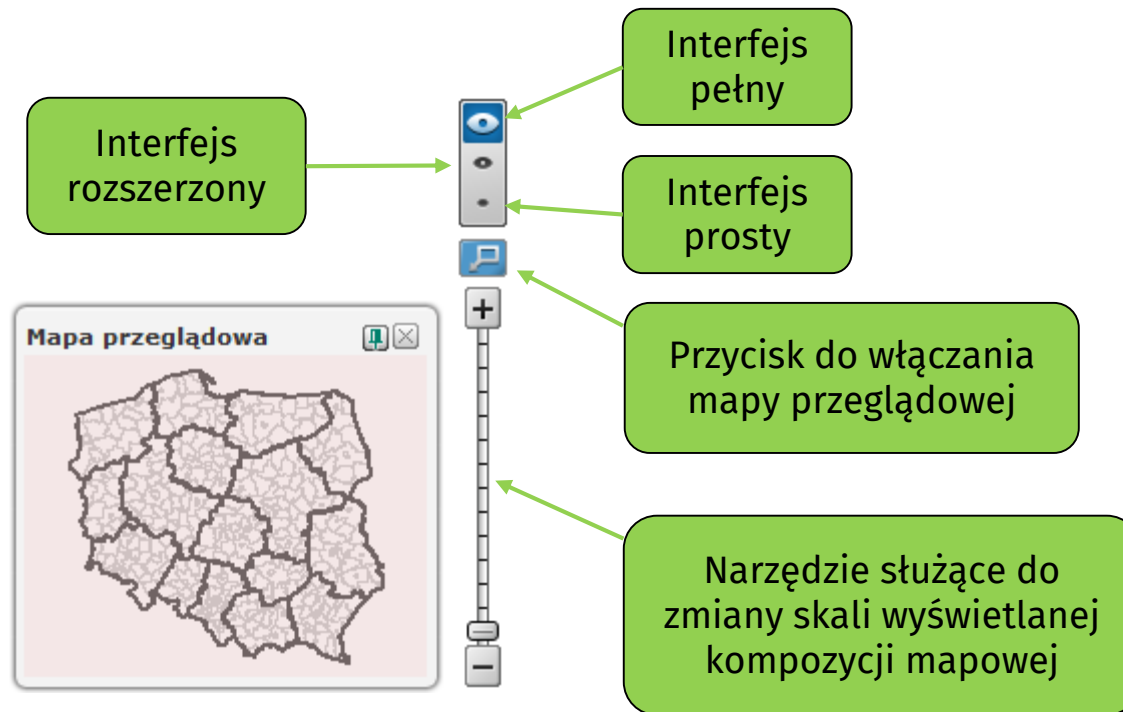 Interfejs
pełny
Interfejs
rozszerzony
Interfejs
prosty
Mapa przeglądowa
Przycisk do włączania
mapy przeglądowej
Narzędzie służące do
zmiany skali wyświetlanej
kompozycji mapowej